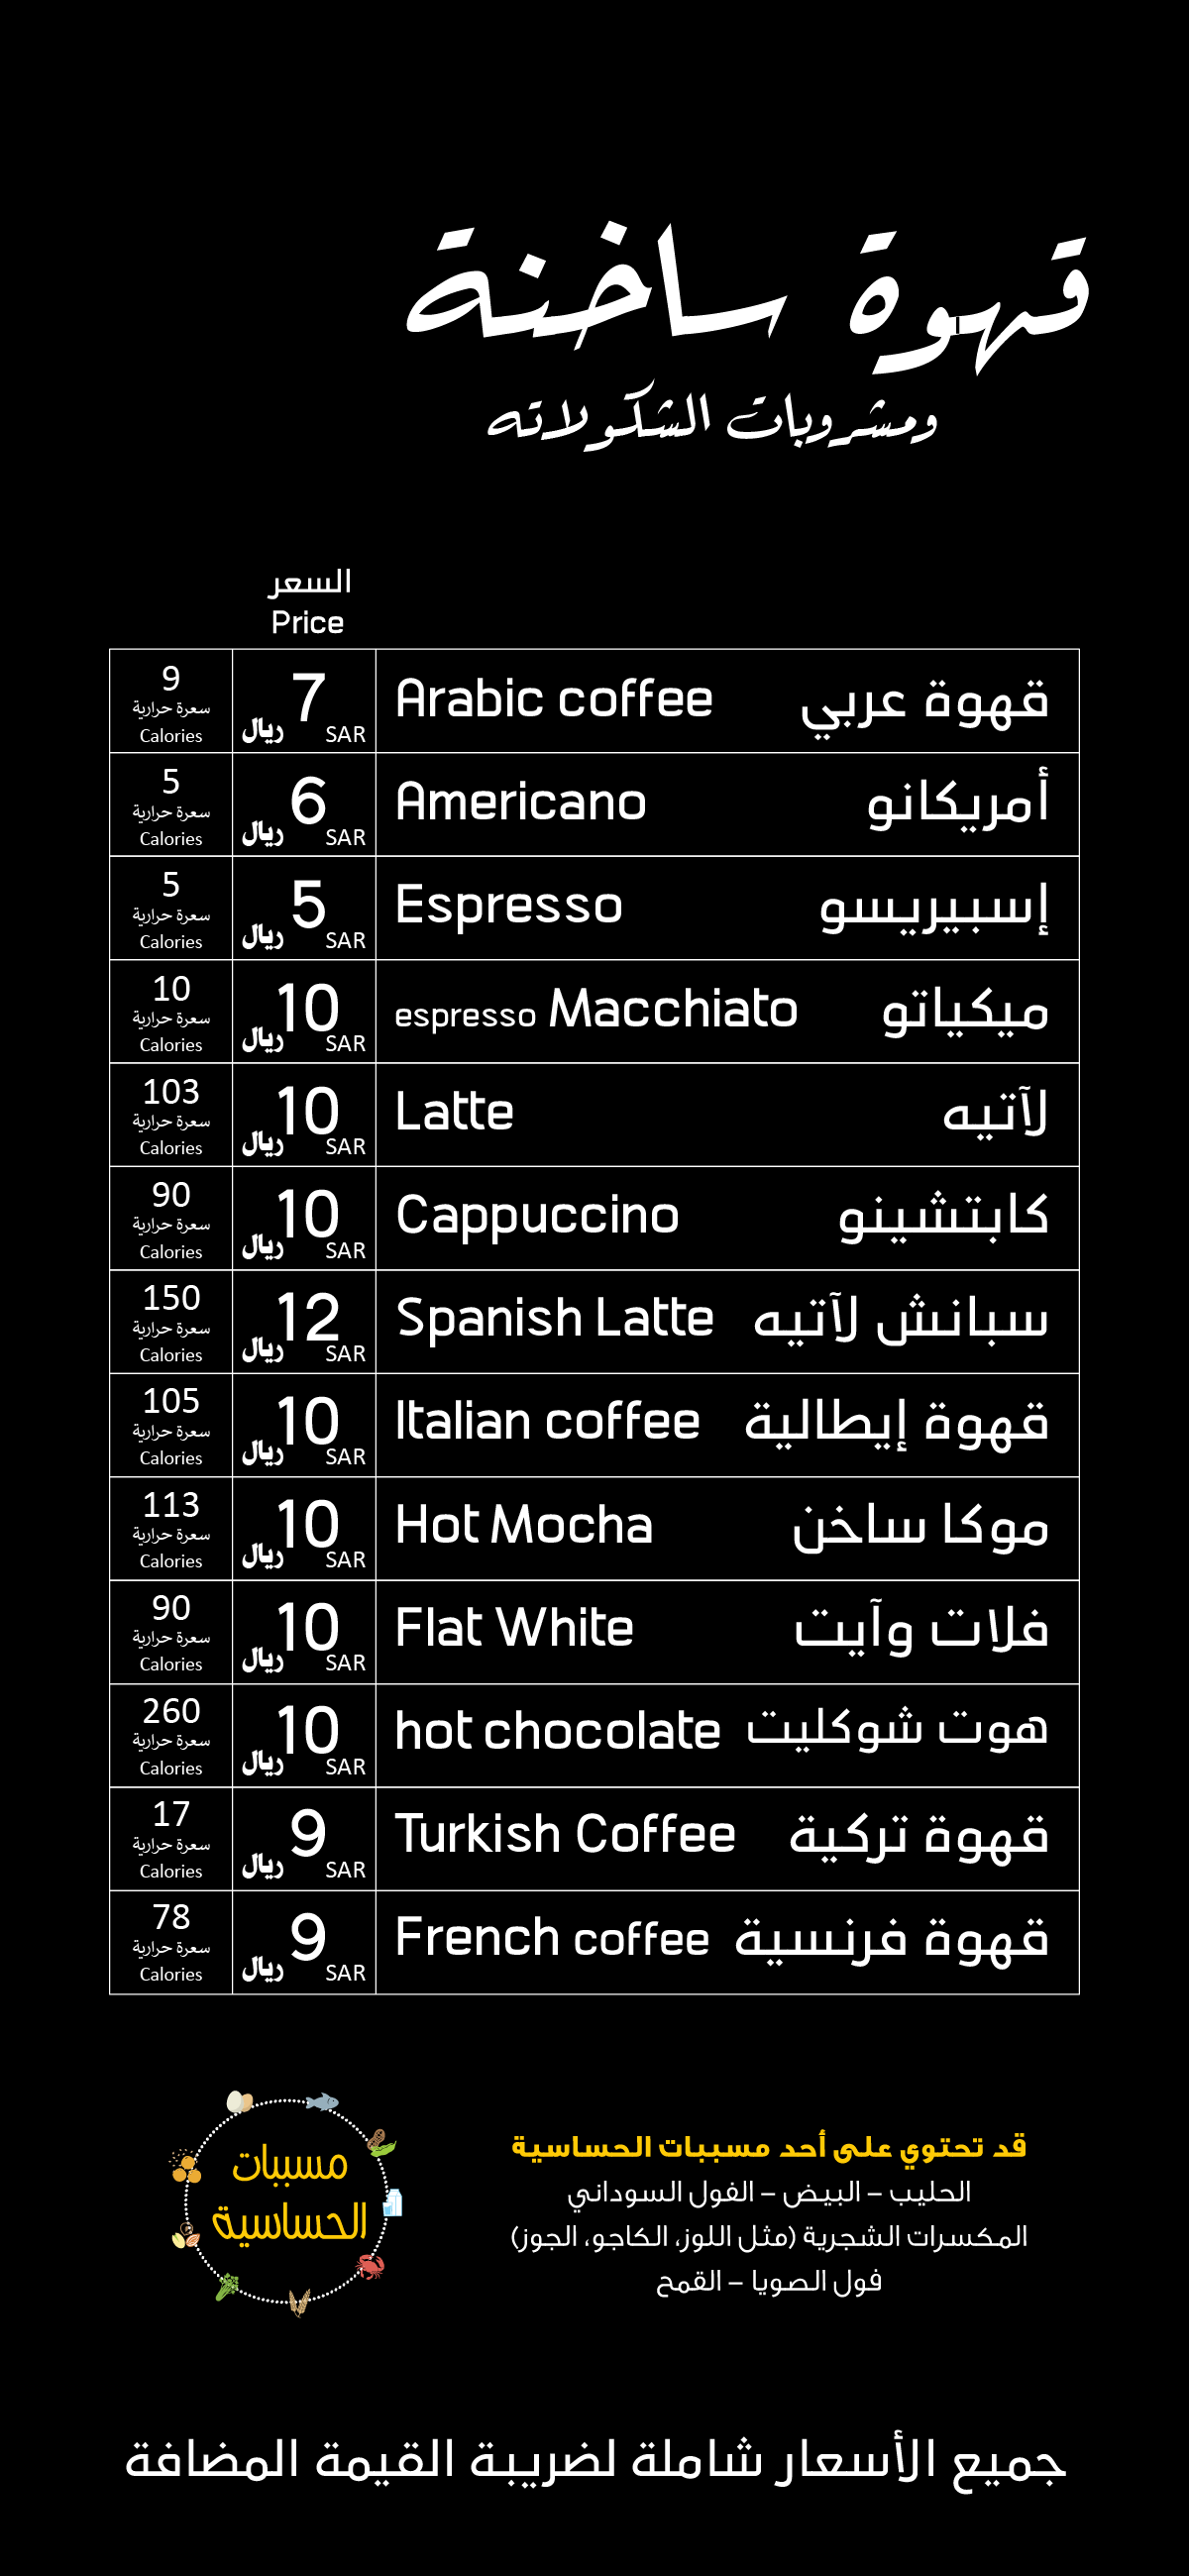 قهوة ساخنة
ومشروبات الشكولاته
السعر
Price
قهوة عربي Arabic coffee 7 SAR ريال 9 سعرة حرارية Calories
أمريكانو Americano 6 SAR ريال 5 سعرة حرارية Calories
إسبيريسو Espresso 5 SAR ريال 5 سعرة حرارية Calories
ميكياتو espresso Macchiato 10 SAR ريال 10 سعرة حرارية Calories
لآتيه Latte 10 SAR ريال 103 سعرة حرارية Calories
كابتشينو Cappuccino 10 SAR ريال 90 سعرة حرارية Calories
سبانش لآتيه Spanish Latte 12 SAR ريال 150 سعرة حرارية Calories
قهوة إيطالية Italian coffee 10 SAR ريال 105 سعرة حرارية Calories
موكا ساخن Hot Mocha 10 SAR ريال 113 سعرة حرارية Calories
فلات وآيت Flat White 10 SAR ريال 90 سعرة حرارية Calories
هوت شوكليت hot chocolate 10 SAR ريال 260 سعرة حرارية Calories
قهوة تركية Turkish Coffee 9 SAR ريال 17 سعرة حرارية Calories
قهوة فرنسية French coffee 9 SAR ريال 78 سعرة حرارية Calories
قد تحتوي على أحد مسببات الحساسية
الحليب – البيض – الفول السوداني
المكسرات الشجرية (مثل اللوز، الكاجو، الجوز)
فول الصويا – القمح
مسببات
الحساسية
جميع الأسعار شاملة لضريبة القيمة المضافة